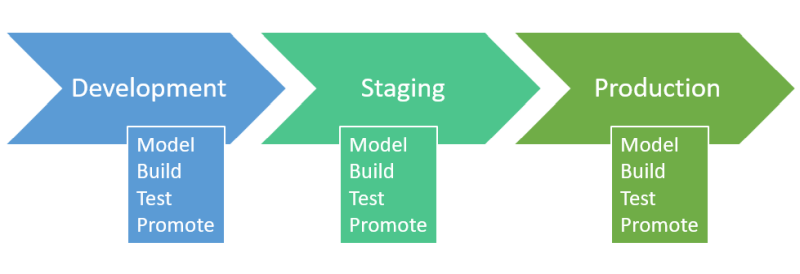 Development
Model
Build
Test
Promote
Staging
Model
Build
Test
Promote
Production
Model
Build
Test
Promote